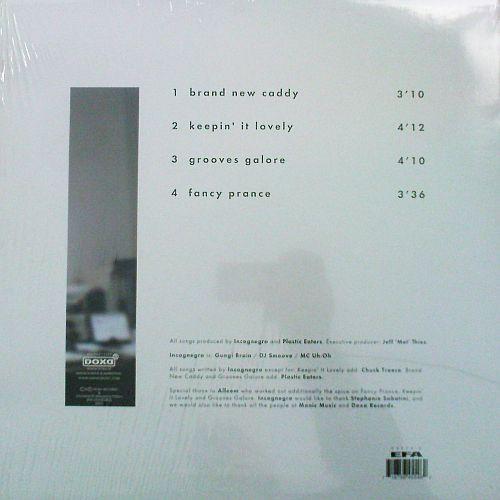 1 brand new caddy 3'10
2 keepin' it lovely 4'12
3 grooves galore 4'10
4 fancy prance 3'36
All songs produced by Incognegro and Plastic Eaters. Executive producer: Jeff 'Mat' Thies
Incognegro is: Gungi Brain / DJ Smoove / MC Uh-Oh
All songs written by Incognegro except for: Keepin' It Lovely add. Chuck Treece. Brand
New Caddy and Grooves Galore add. Plastic Eaters.
Special thanx to who worked out additionally the spice on Fancy Prance, Keepin'
It Lovely and Grooves Galore. Incognegro would like to thank Stephanie Sabatini, and
we would also like to thank all the people at Manic Music and Doxa Records.
DOXA
EFA